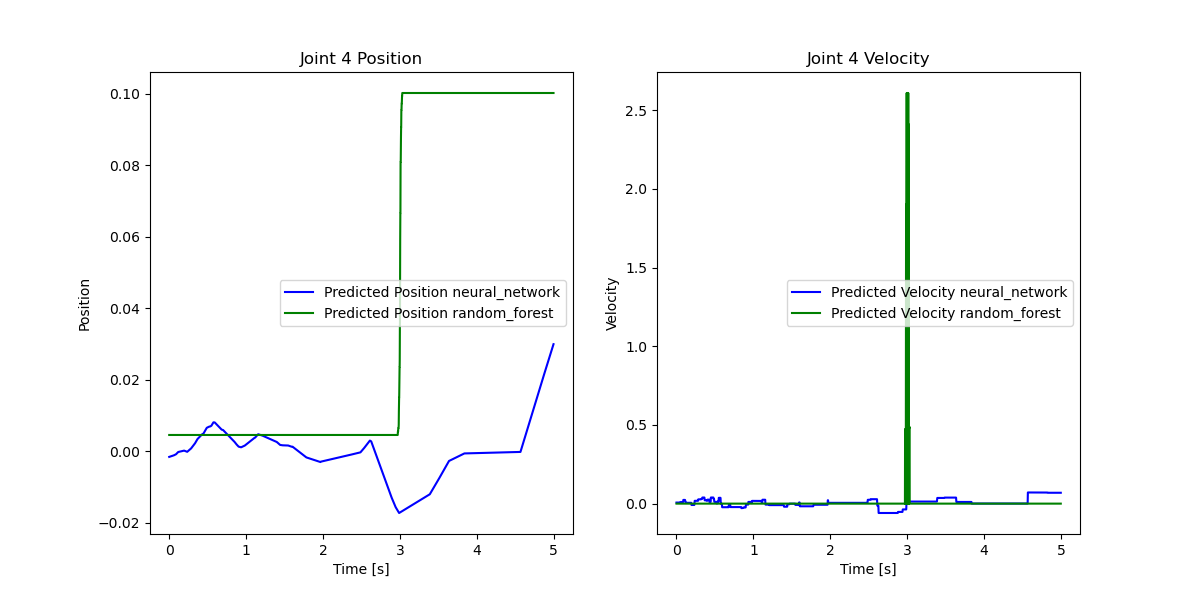 Joint 4 Position
0.10
0.08
0.06
0.04
0.02
0.00
−0.02
Position
Predicted Position neural_network
Predicted Position random_forest
0 1 2 3 4 5
Time [s]
Joint 4 Velocity
2.5
2.0
1.5
1.0
0.5
0.0
Velocity
Predicted Velocity neural_network
Predicted Velocity random_forest
0 1 2 3 4 5
Time [s]